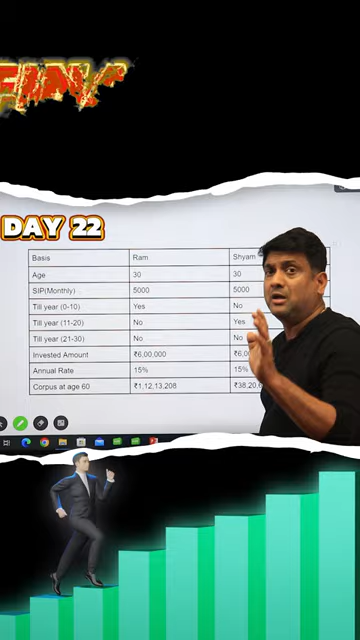 DAY 22
Basis Ram Shyam
Age 30 30
SIP(Monthly) 5000 5000
Till year (0-10) Yes No
Till year (11-20) No Yes
Till year (21-30) No No
Invested Amount ₹6,00,000
Annual Rate 15% 15%
Corpus at age 60 ₹1,12,13,208